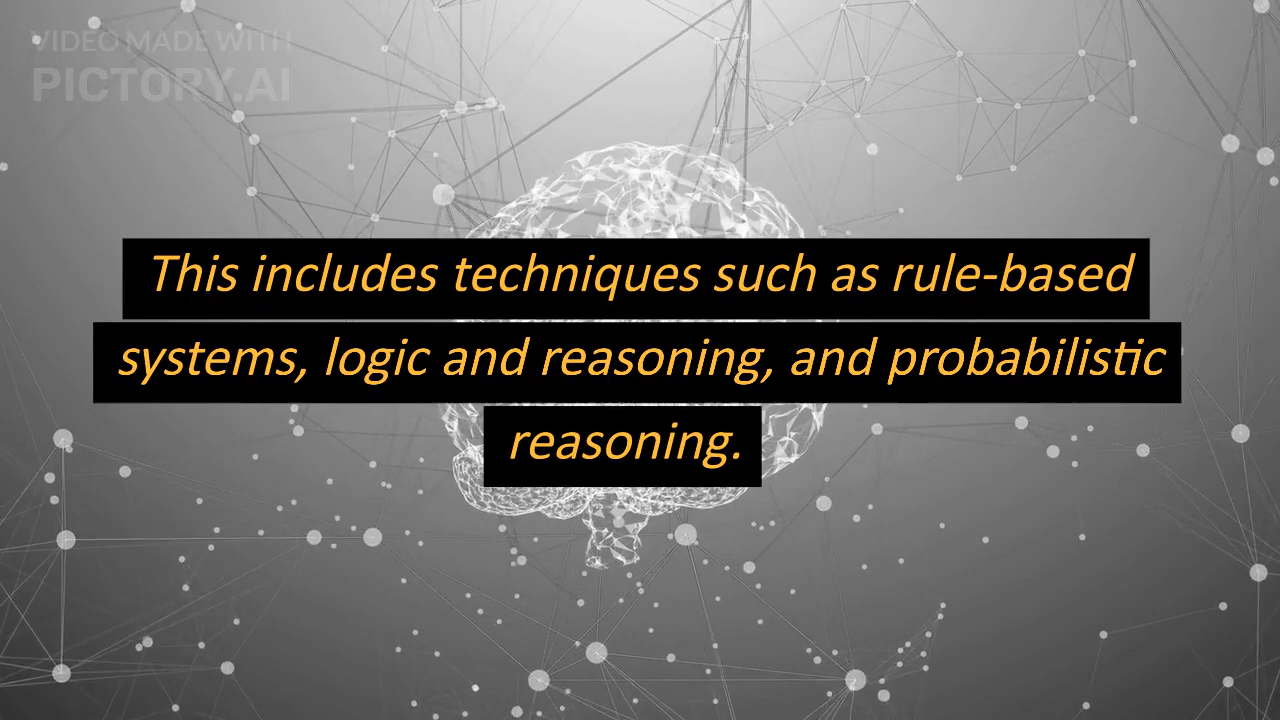 VIDEO MADE WITH
PICTORY.AI
This includes techniques such as rule-based
systems, logic and reasoning, and probabilistic
reasoning.